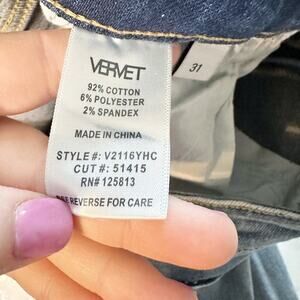 VERVET
31
92% COTTON
6% POLYESTER
2% SPANDEX
MADE IN CHINA
STYLE #: V2116YHC
CUT #: 51415
RN# 125813
REVERSE FOR CARE